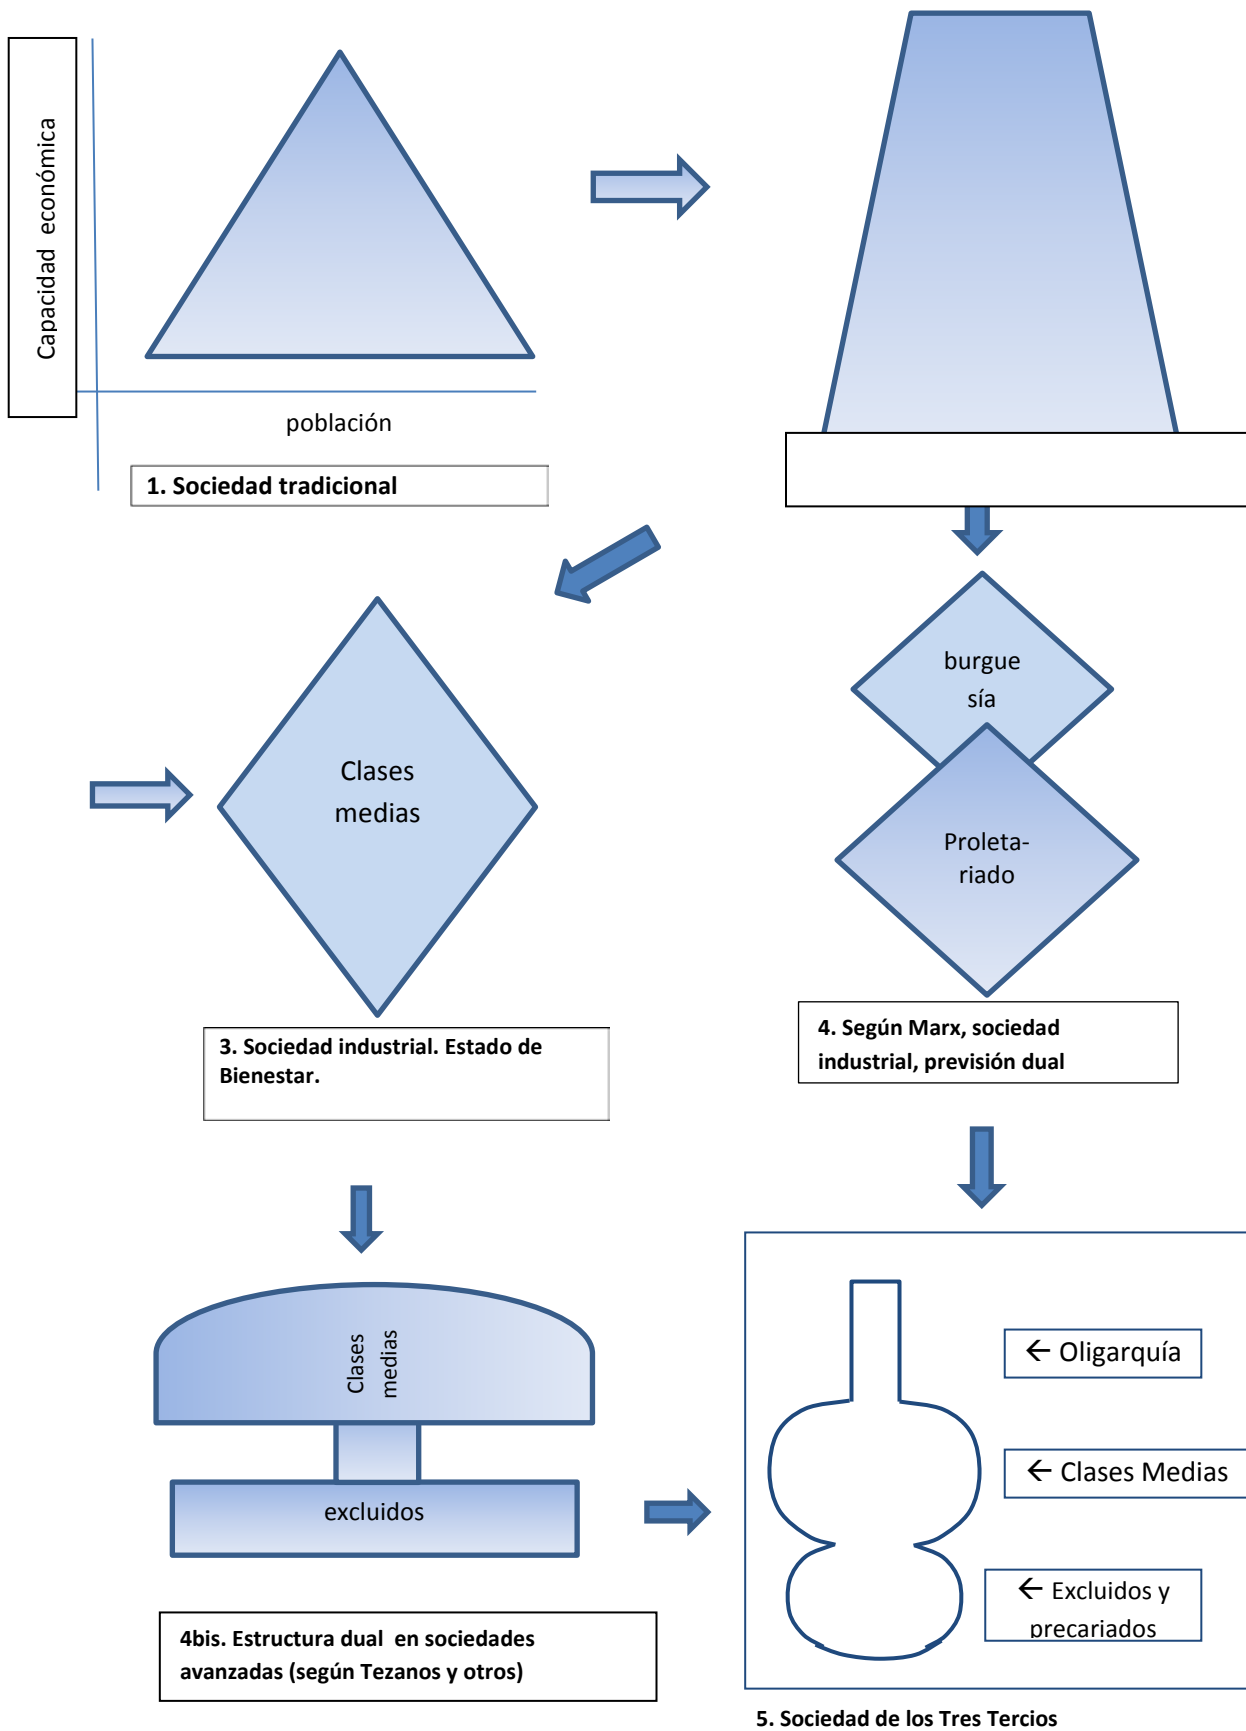 Capacidad económica
población
1. Sociedad tradicional
burgue
sía
Clases
medias
Proleta-
riado
3. Sociedad industrial. Estado de
Bienestar.
4. Según Marx, sociedad
industrial, previsión dual
Clases
medias
excluidos
← Oligarquía
← Clases Medias
← Excluidos y
precariados
4bis. Estructura dual en sociedades
avanzadas (según Tezanos y otros)
5. Sociedad de los Tres Tercios